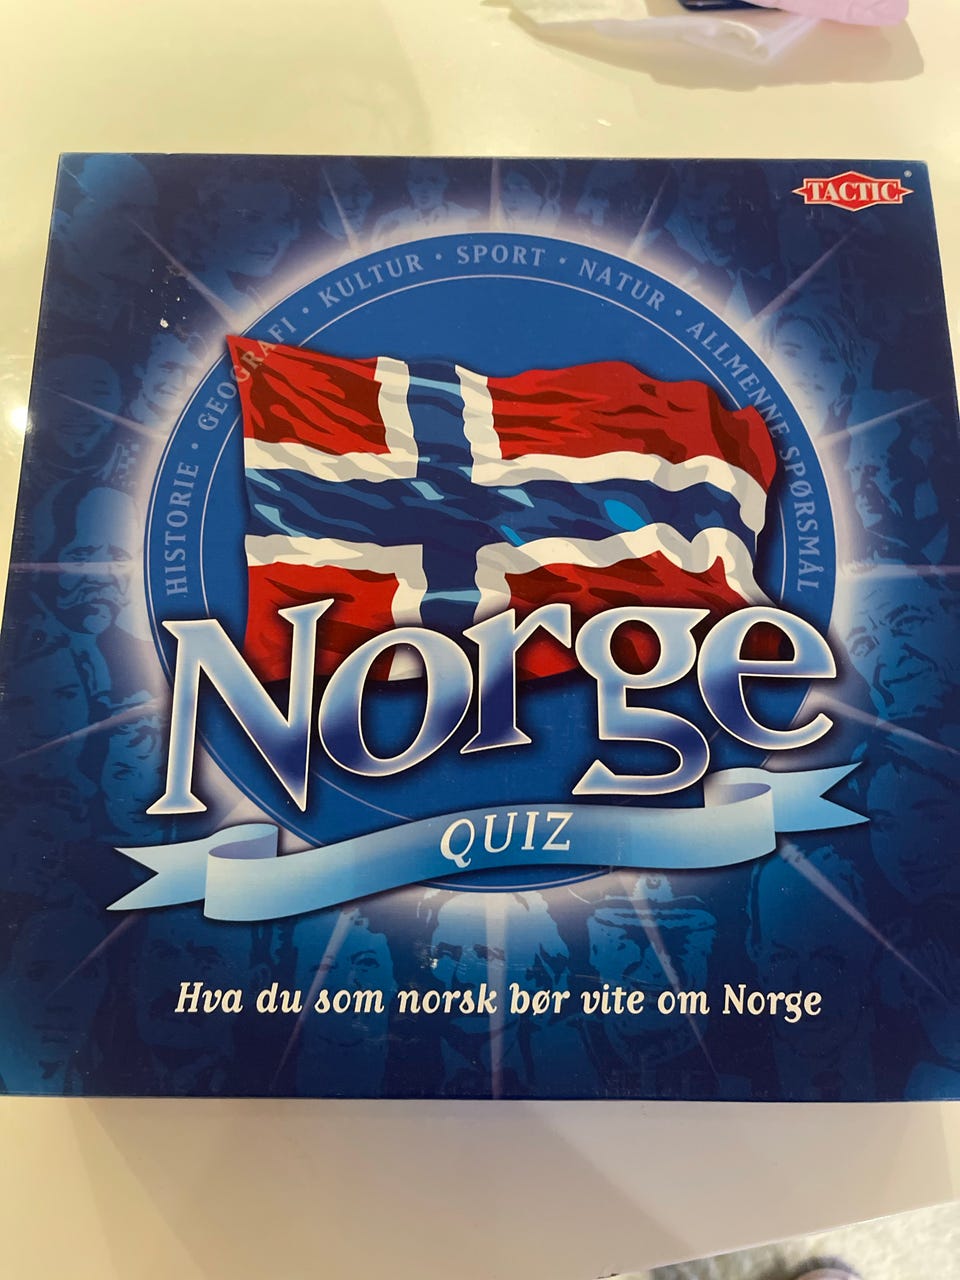 TACTIC®
HISTORIE · GEOGRAFI · KULTUR · SPORT · NATUR · ALLMENNE SPØRSMÅL
Norge
QUIZ
Hva du som norsk bør vite om Norge